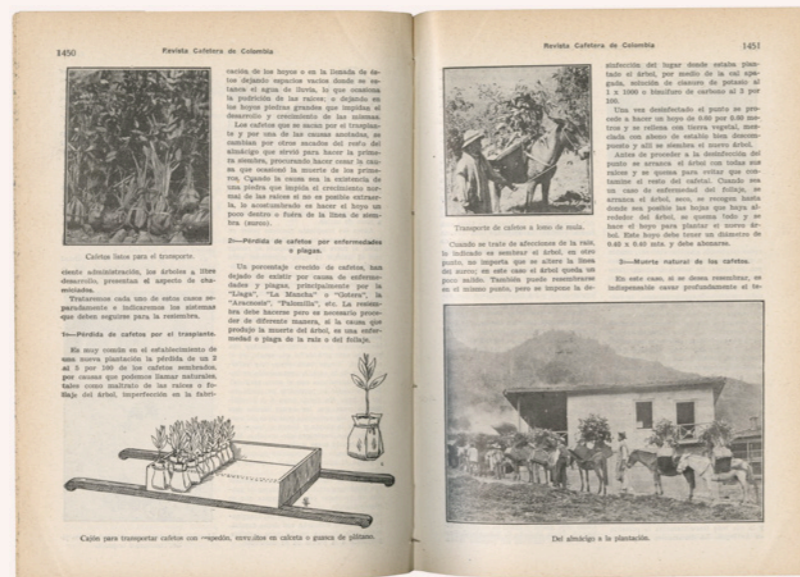 1450
Revista Cafetera de Colombia
Cafetos listos para el transporte.
ciente administración, los árboles a libre
desarrollo, presentan el aspecto de cha-
miciados.
Trataremos cada uno de estos casos se-
paradamente e indicaremos los sistemas
que deben seguirse para la resiembra.
1a—Pérdida de cafetos por el trasplante.
Es muy común en el establecimiento de
una nueva plantación la pérdida de un 2
al 5 por 100 de los cafetos sembrados,
por causas que podemos llamar naturales,
tales como maltrato de las raíces o fo-
llaje del árbol, imperfección en la fabri-
cación de los hoyos o en la llenada de és-
tos dejando espacios vacíos donde se es-
tanca el agua de lluvia, lo que ocasiona
la pudrición de las raíces; o dejando en
los hoyos piedras grandes que impidan el
desarrollo y crecimiento de las mismas.
Los cafetos que se sacan por el trasplan-
te y por una de las causas anotadas, se
cambian por otros sacados del resto del
almácigo que sirvió para hacer la prime-
ra siembra, procurando hacer cesar la cau-
sa que ocasionó la muerte de los prime-
ros. Cuando la causa sea la existencia de
una piedra que impida el crecimiento nor-
mal de las raíces si no es posible extraer-
la, lo acostumbrado es hacer el hoyo un
poco dentro o fuéra de la línea de siem-
bra (surco).
2a—Pérdida de cafetos por enfermedades
o plagas.
Un porcentaje crecido de cafetos, han
dejado de existir por causa de enferme-
dades y plagas, principalmente por la
"Llaga", "La Mancha" o "Gotera", la
"Aracnosis", "Palomilla", etc. La resiem-
bra debe hacerse pero es necesario proce-
der de diferente manera, si la causa que
produjo la muerte del árbol, es una enfer-
medad o plaga de la raíz o del follaje.
Cajón para transportar cafetos con cespedón, envueltos en calceta o guasca de plátano.
Revista Cafetera de Colombia
1451
Transporte de cafetos a lomo de mula.
Cuando se trate de afecciones de la raíz,
lo indicado es sembrar el árbol, en otro
punto, no importa que se altere la línea
del surco; en este caso el árbol queda un
poco salido. También puede resembrarse
en el mismo punto, pero se impone la de-
sinfección del lugar donde estaba plan-
tado el árbol, por medio de la cal apa-
gada, solución de cianuro de potasio al
1 x 1000 o bisulfuro de carbono al 2 por
100.
Una vez desinfectado el punto se pro-
cede a hacer un hoyo de 0.60 por 0.60 me-
tros y se rellena con tierra vegetal, mez-
clada con abono de establo bien descom-
puesto y allí se siembra el nuevo árbol.
Antes de proceder a la desinfección del
punto se arranca el árbol con todas sus
raíces y se quema para evitar que con-
tamine el resto del cafetal. Cuando sea
un caso de enfermedad del follaje, se
arranca el árbol, seco, se recogen hasta
donde sea posible las hojas que haya al-
rededor del árbol, se quema todo y se
hace el hoyo para plantar el nuevo ár-
bol. Este hoyo debe tener un diámetro de
0.40 x 0.40 mts. y debe abonarse.
3a—Muerte natural de los cafetos.
En este caso, si se desea resembrar, es
indispensable cavar profundamente el te-
Del almácigo a la plantación.